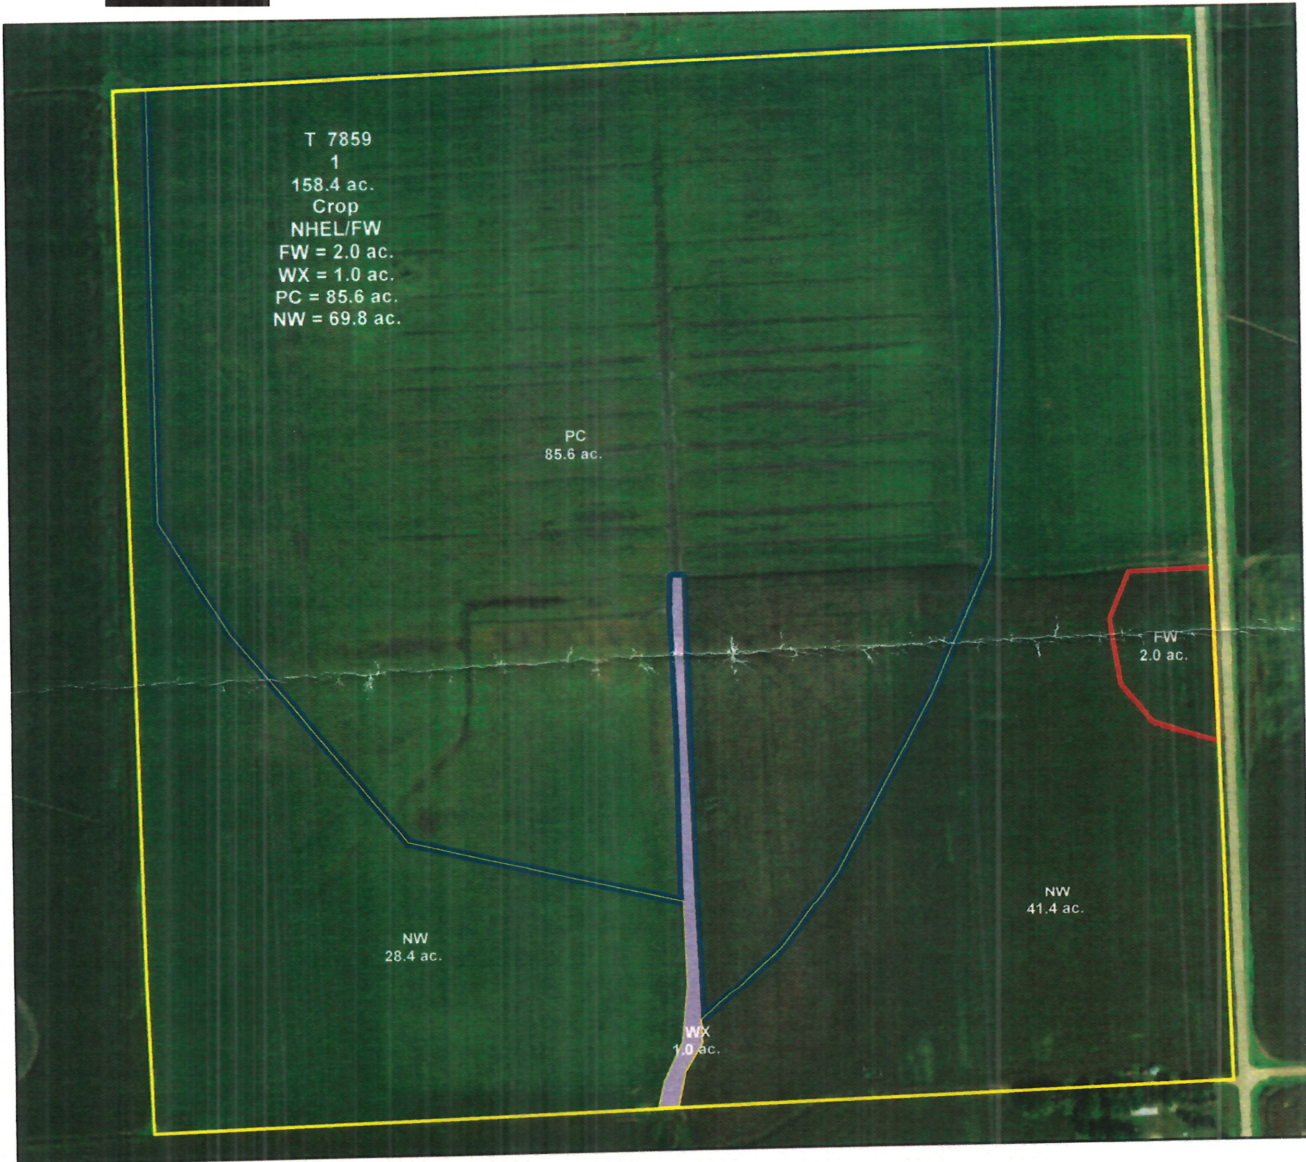 T 7859
1
158.4 ac.
Crop
NHEL/FW
FW = 2.0 ac.
WX = 1.0 ac.
PC = 85.6 ac.
NW = 69.8 ac.
PC
85.6 ac.
FW
2.0 ac.
NW
41.4 ac.
NW
28.4 ac.
WX
1.0 ac.